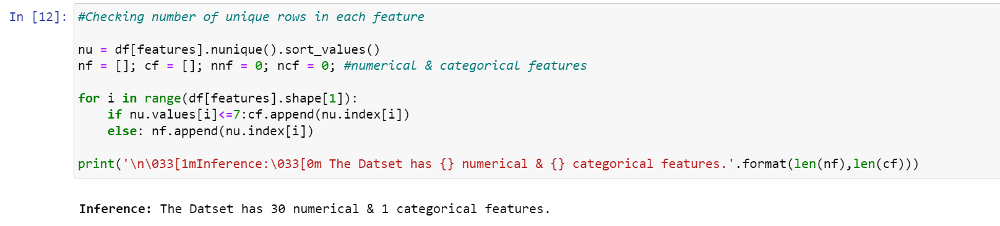 In [12]: #Checking number of unique rows in each feature
nu = df[features].nunique().sort_values()
nf = []; cf = []; nnf = 0; ncf = 0; #numerical & categorical features
for i in range(df[features].shape[1]):
    if nu.values[i]<=7:cf.append(nu.index[i])
    else: nf.append(nu.index[i])
print('\n\033[1mInference:\033[0m The Datset has {} numerical & {} categorical features.'.format(len(nf),len(cf)))
Inference: The Datset has 30 numerical & 1 categorical features.